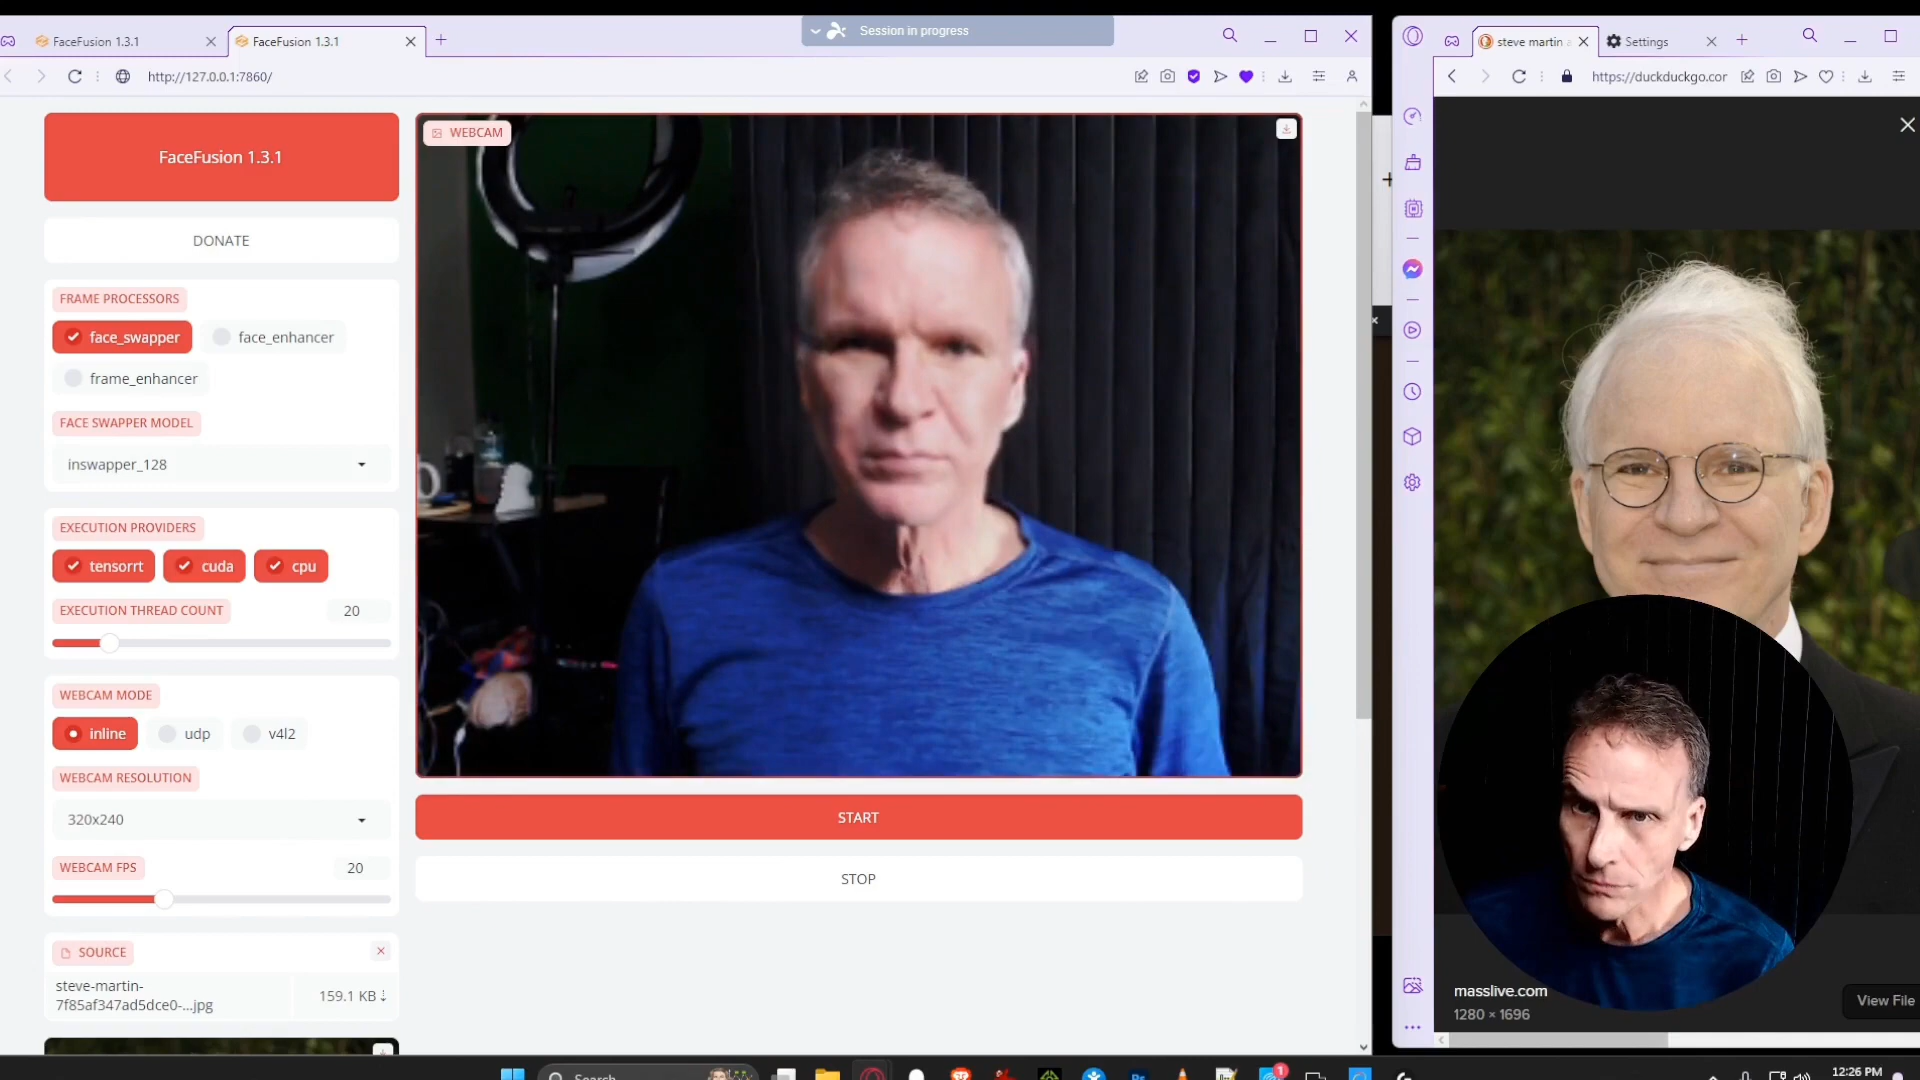 FaceFusion 1.3.1
FaceFusion 1.3.1
Session in progress
steve martin a
Settings
http://127.0.0.1:7860/
https://duckduckgo.cor
FaceFusion 1.3.1
WEBCAM
DONATE
FRAME PROCESSORS
face_swapper
face_enhancer
frame_enhancer
FACE SWAPPER MODEL
inswapper_128
EXECUTION PROVIDERS
tensorrt
cuda
cpu
EXECUTION THREAD COUNT
20
WEBCAM MODE
inline
udp
v4l2
WEBCAM RESOLUTION
320x240
WEBCAM FPS
20
START
STOP
SOURCE
steve-martin-
7f85af347ad5dce0-...jpg
159.1 KB ⇣
masslive.com
1280 × 1696
View File
Search
Ps
1
12:26 PM